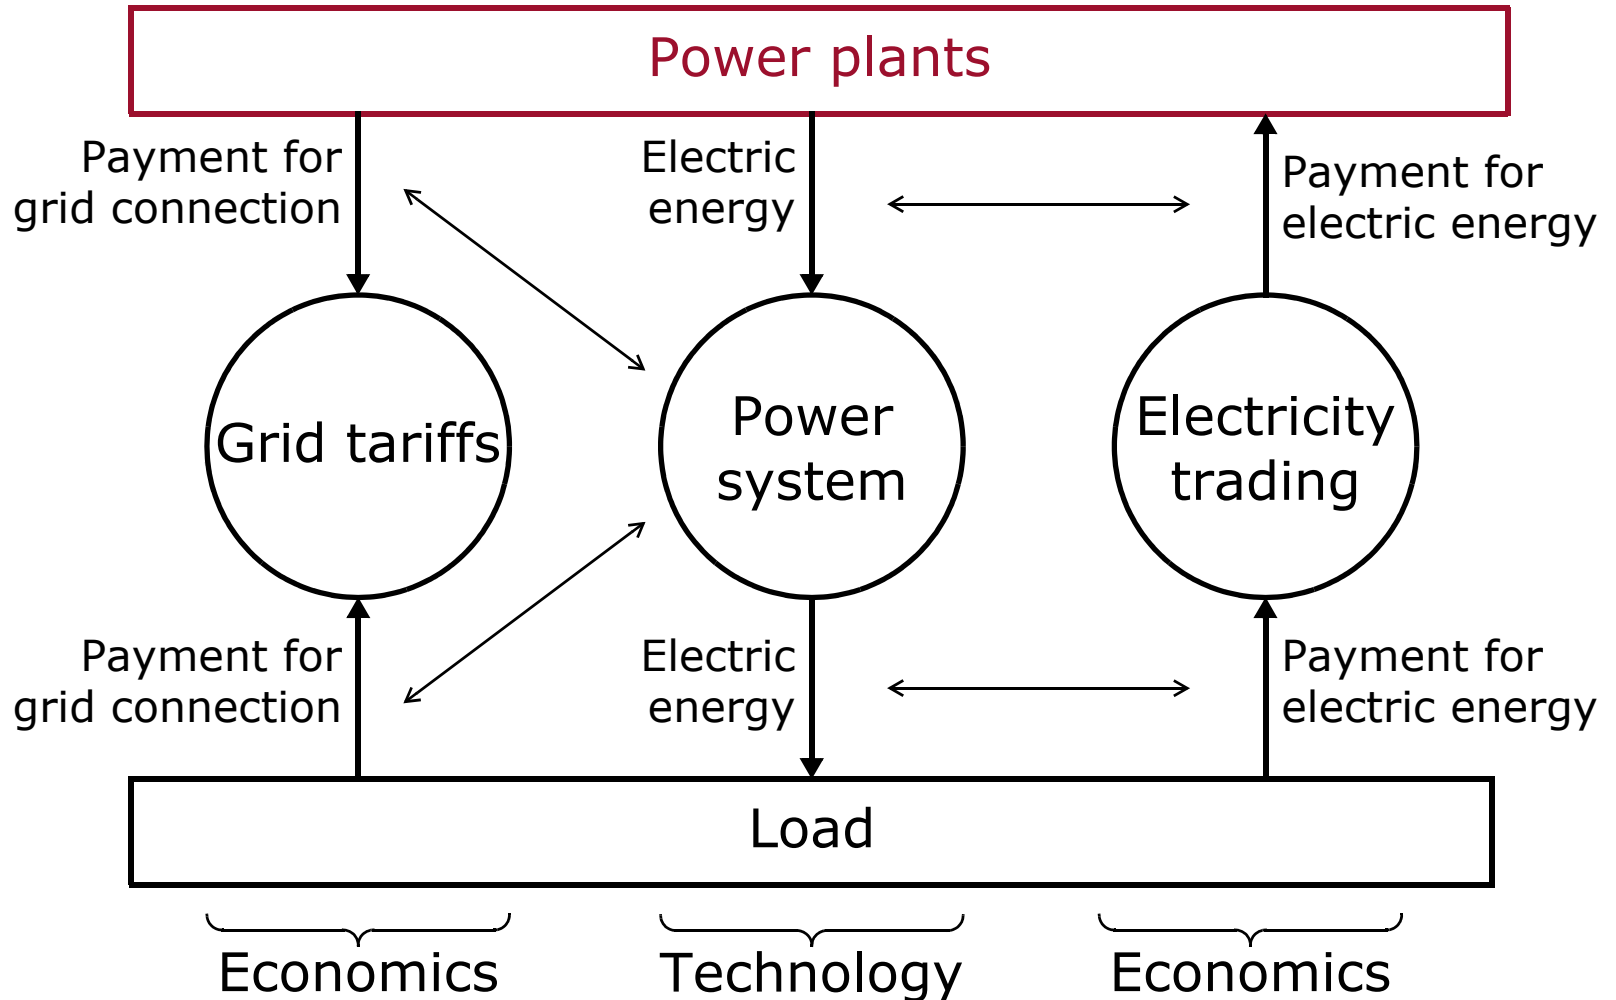 Power plants
Payment for
grid connection
Electric
energy
Payment for
electric energy
Grid tariffs
Power
system
Electricity
trading
Payment for
grid connection
Electric
energy
Payment for
electric energy
Load
Economics
Technology
Economics